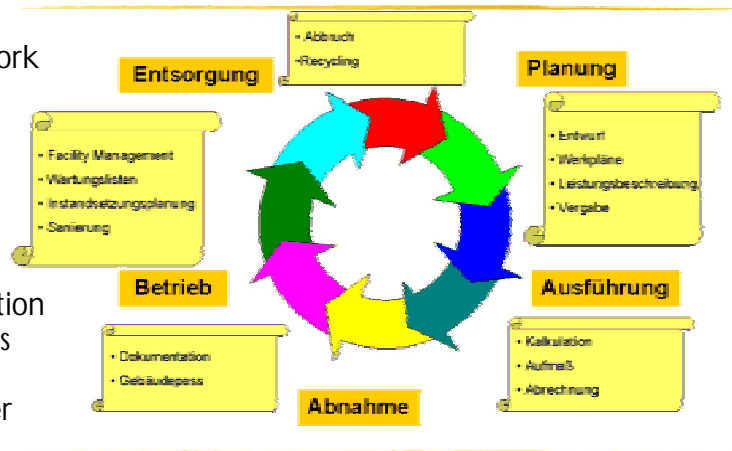 ork
tion
s
er
Entsorgung
• Abbruch
•Recycling
Planung
• Entwurf
• Werkpläne
• Leistungsbeschreibung
• Vergabe
• Facility Management
• Wartungslisten
• Instandsetzungsplanung
• Sanierung
Betrieb
Ausführung
• Dokumentation
• Gebäudepass
Abnahme
• Kalkulation
• Aufmaß
• Abrechnung